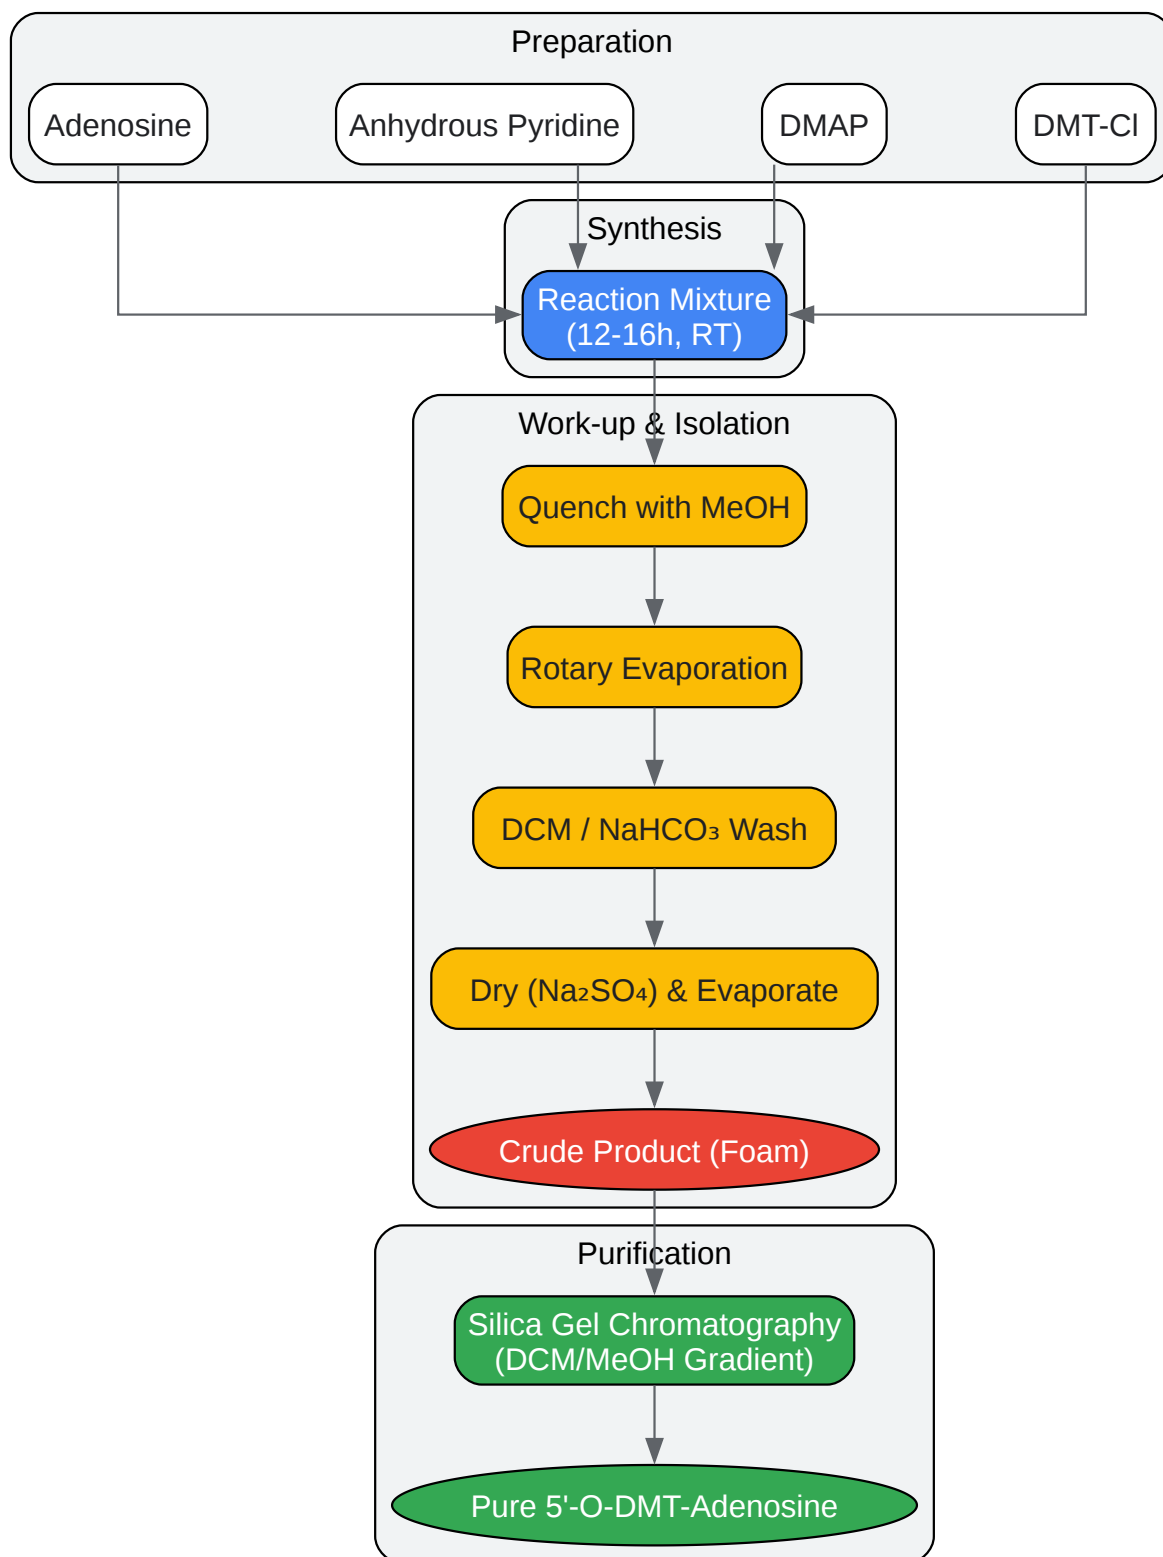 Preparation
Adenosine
Anhydrous Pyridine
DMAP
DMT-Cl
Synthesis
Reaction Mixture
(12-16h, RT)
Work-up & Isolation
Quench with MeOH
Rotary Evaporation
DCM / NaHCO₃ Wash
Dry (Na₂SO₄) & Evaporate
Crude Product (Foam)
Purification
Silica Gel Chromatography
(DCM/MeOH Gradient)
Pure 5'-O-DMT-Adenosine